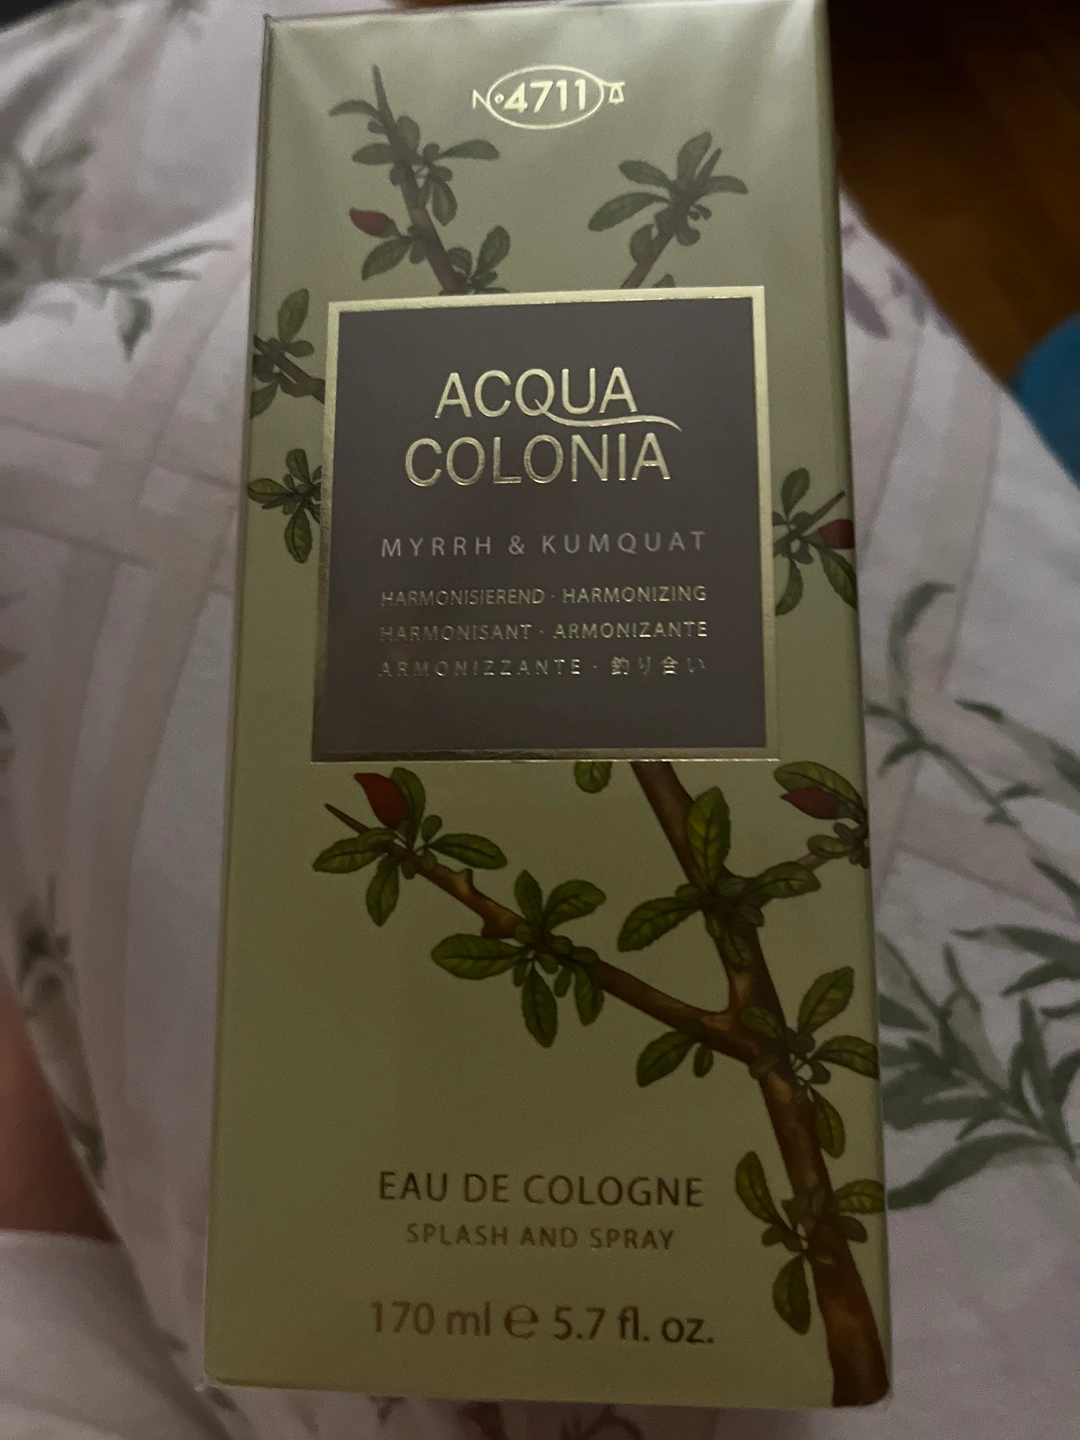 Nº4711
ACQUA
COLONIA
MYRRH & KUMQUAT
HARMONISIEREND · HARMONIZING
HARMONISANT · ARMONIZANTE
ARMONIZZANTE · 釣り合い
EAU DE COLOGNE
SPLASH AND SPRAY
170 ml ℮ 5.7 fl. oz.